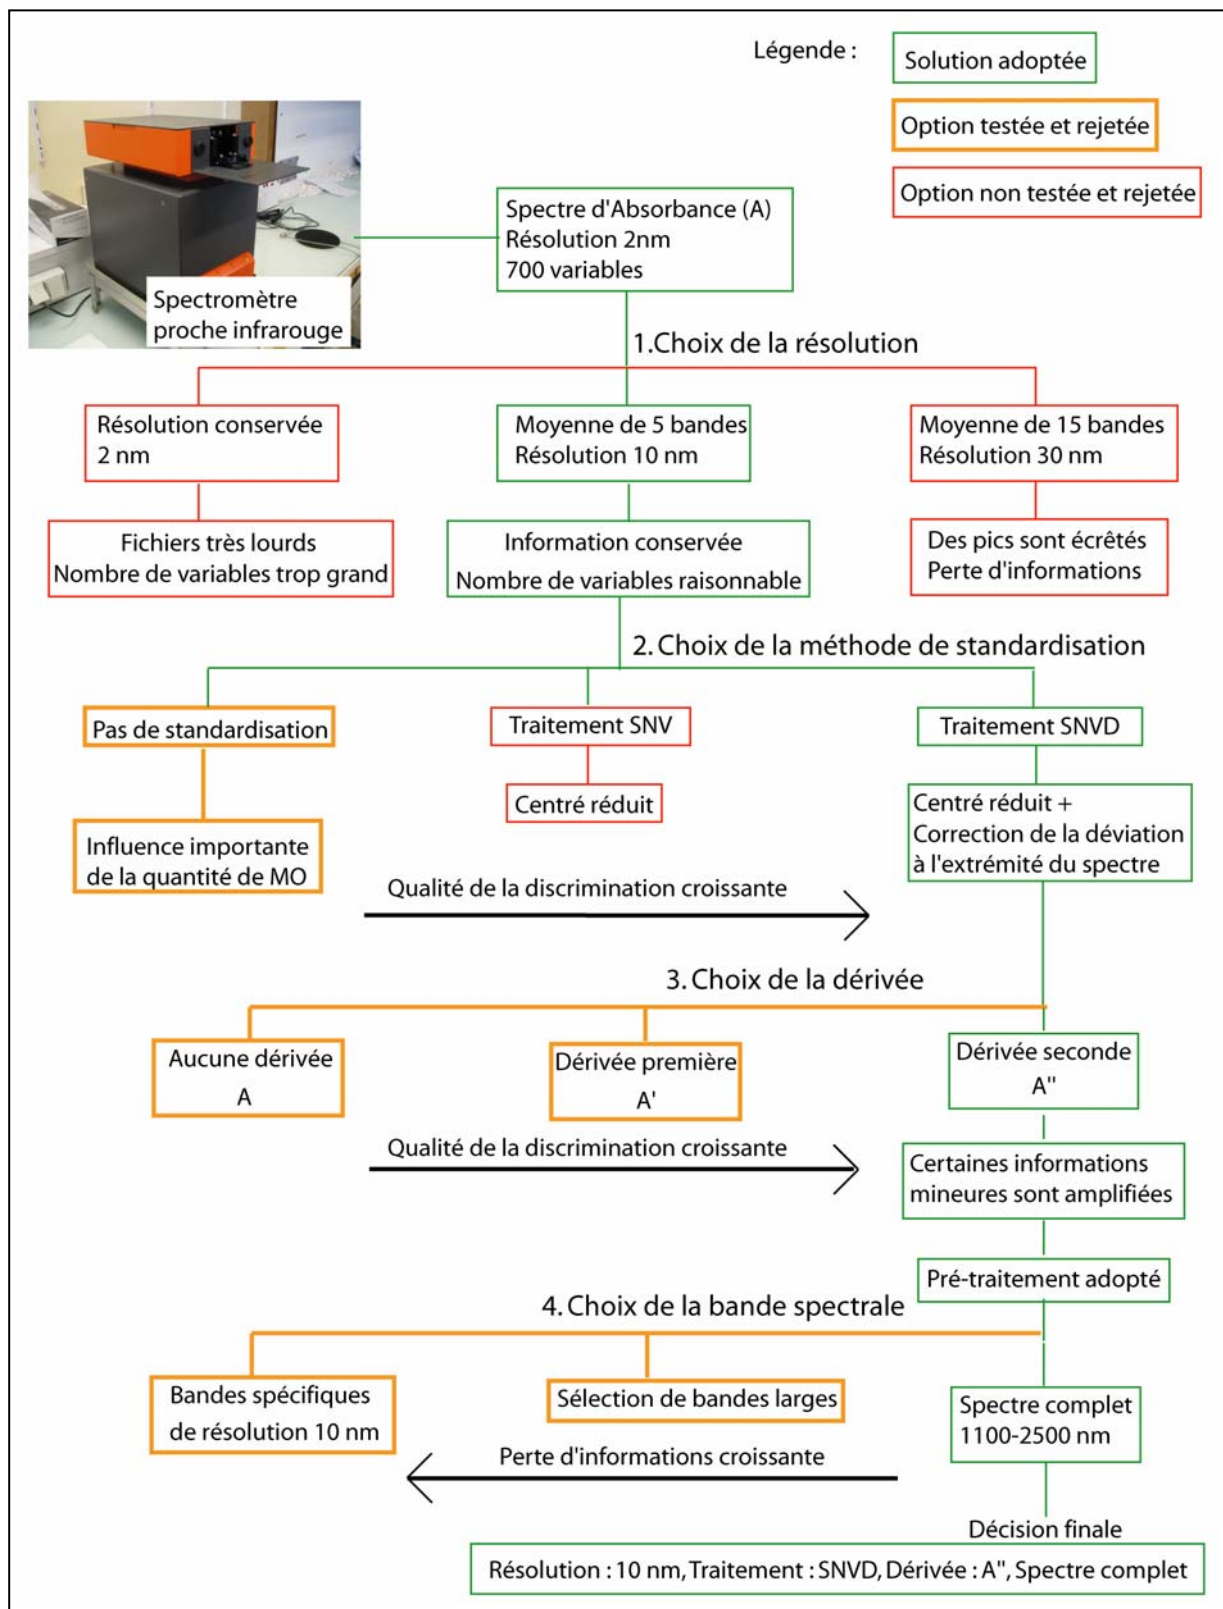 Légende :
Solution adoptée
Option testée et rejetée
Option non testée et rejetée
Spectromètre
proche infrarouge
Spectre d'Absorbance (A)
Résolution 2nm
700 variables
1.Choix de la résolution
Résolution conservée
2 nm
Moyenne de 5 bandes
Résolution 10 nm
Moyenne de 15 bandes
Résolution 30 nm
Fichiers très lourds
Nombre de variables trop grand
Information conservée
Nombre de variables raisonnable
Des pics sont écrêtés
Perte d'informations
2. Choix de la méthode de standardisation
Pas de standardisation
Traitement SNV
Traitement SNVD
Influence importante
de la quantité de MO
Centré réduit
Centré réduit +
Correction de la déviation
à l'extrémité du spectre
Qualité de la discrimination croissante
3. Choix de la dérivée
Aucune dérivée
A
Dérivée première
A'
Dérivée seconde
A"
Qualité de la discrimination croissante
Certaines informations
mineures sont amplifiées
Pré-traitement adopté
4. Choix de la bande spectrale
Bandes spécifiques
de résolution 10 nm
Sélection de bandes larges
Spectre complet
1100-2500 nm
Perte d'informations croissante
Décision finale
Résolution : 10 nm, Traitement : SNVD, Dérivée : A", Spectre complet